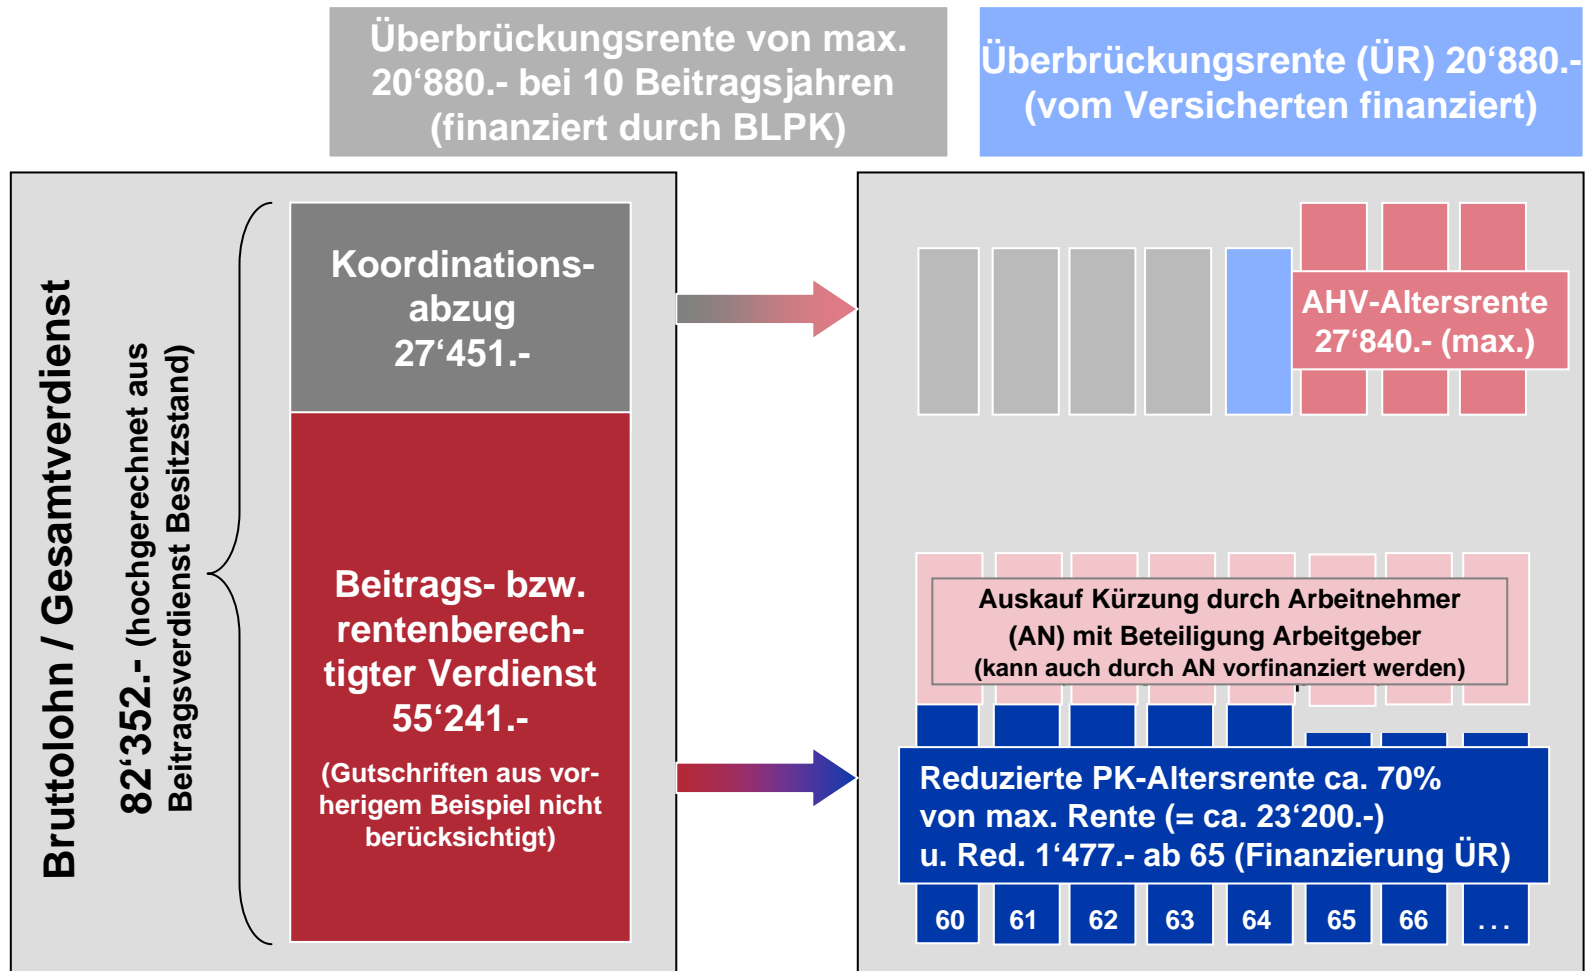 Überbrückungsrente von max.
20‘880.- bei 10 Beitragsjahren
(finanziert durch BLPK)
Überbrückungsrente (ÜR) 20‘880.-
(vom Versicherten finanziert)
Bruttolohn / Gesamtverdienst
82‘352.- (hochgerechnet aus
Beitragsverdienst Besitzstand)
Koordinations-
abzug
27‘451.-
Beitrags- bzw.
rentenberech-
tigter Verdienst
55‘241.-
(Gutschriften aus vor-
herigem Beispiel nicht
berücksichtigt)
AHV-Altersrente
27‘840.- (max.)
Auskauf Kürzung durch Arbeitnehmer
(AN) mit Beteiligung Arbeitgeber
(kann auch durch AN vorfinanziert werden)
Reduzierte PK-Altersrente ca. 70%
von max. Rente (= ca. 23‘200.-)
u. Red. 1‘477.- ab 65 (Finanzierung ÜR)
60 61 62 63 64 65 66 . . .